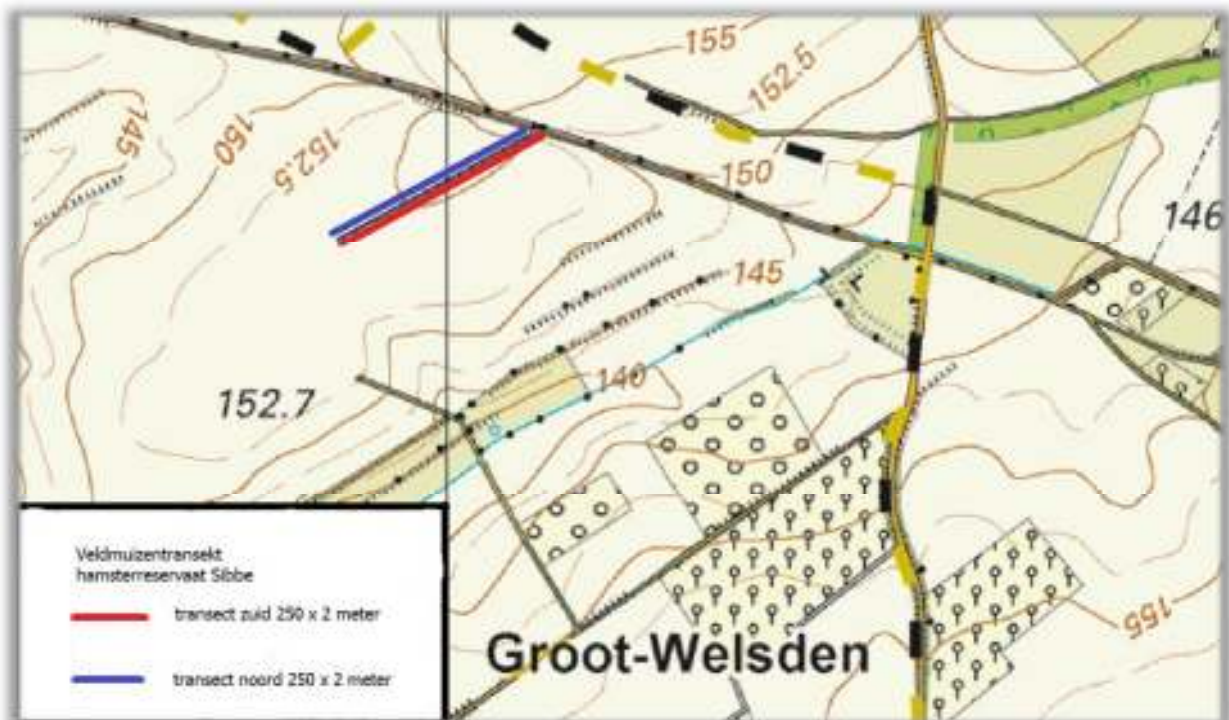 155
152.5
145
150
152.5
150
146
145
140
152.7
155
Groot-Welsden
Veldmuizentransekt
hamsterreservaat Sibbe
transect zuid 250 x 2 meter
transect noord 250 x 2 meter